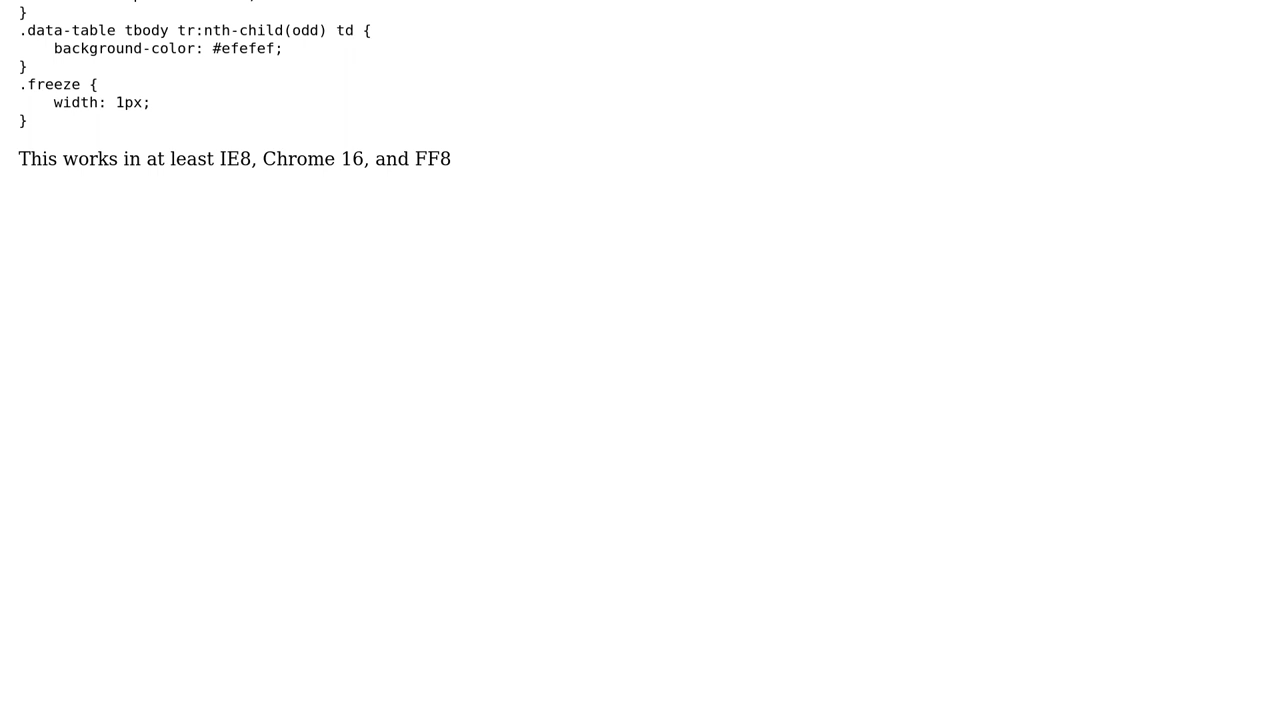 }
.data-table tbody tr:nth-child(odd) td {
    background-color: #efefef;
}
.freeze {
    width: 1px;
}
This works in at least IE8, Chrome 16, and FF8